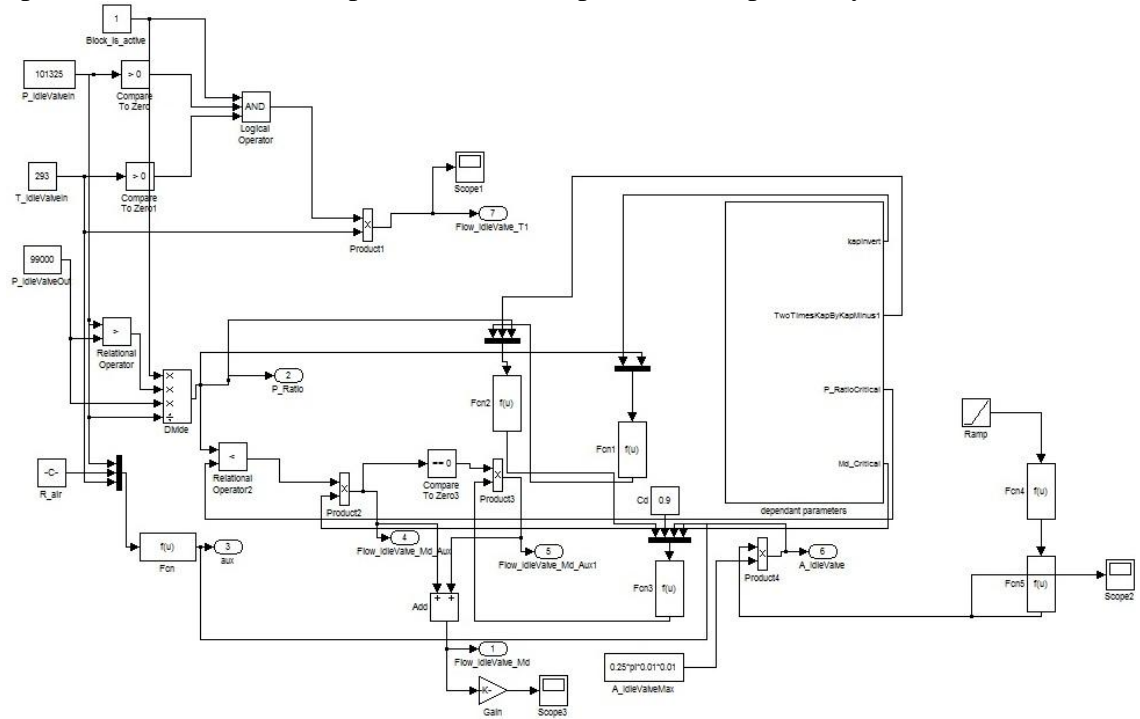 1
Block_is_active
101325
P_IdleValveIn
> 0
Compare
To Zero
AND
Logical
Operator
293
T_IdleValveIn
> 0
Compare
To Zero1
Scope1
7
Flow_IdleValve_T1
X
Product1
99000
P_IdleValveOut
>
Relational
Operator
×
×
×
÷
Divide
2
P_Ratio
kapInvert
TwoTimesKapByKapMinus1
P_RatioCritical
Md_Critical
dependant parameters
Fcn2
f(u)
Fcn1
f(u)
Ramp
Fcn4
f(u)
-C-
R_air
<
Relational
Operator2
X
Product2
== 0
Compare
To Zero3
X
Product3
Cd
0.9
f(u)
Fcn
3
aux
4
Flow_IdleValve_Md_Aux
5
Flow_IdleValve_Md_Aux1
Fcn3
f(u)
X
Product4
6
A_IdleValve
Fcn5
f(u)
Scope2
Add
+ +
1
Flow_IdleValve_Md
0.25*pi*0.01*0.01
A_IdleValveMax
-K-
Gain
Scope3